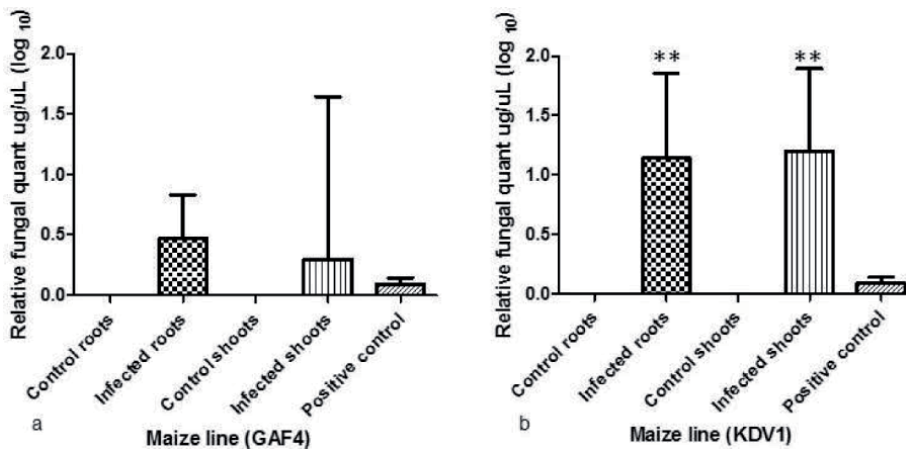 Relative fungal quant ug/uL (log 10)
2.0
1.5
1.0
0.5
0.0
Control roots
Infected roots
Control shoots
Infected shoots
Positive control
a
Maize line (GAF4)
Relative fungal quant ug/uL (log 10)
2.0
1.5
1.0
0.5
0.0
**
**
Control roots
Infected roots
Control shoots
Infected shoots
Positive control
b
Maize line (KDV1)